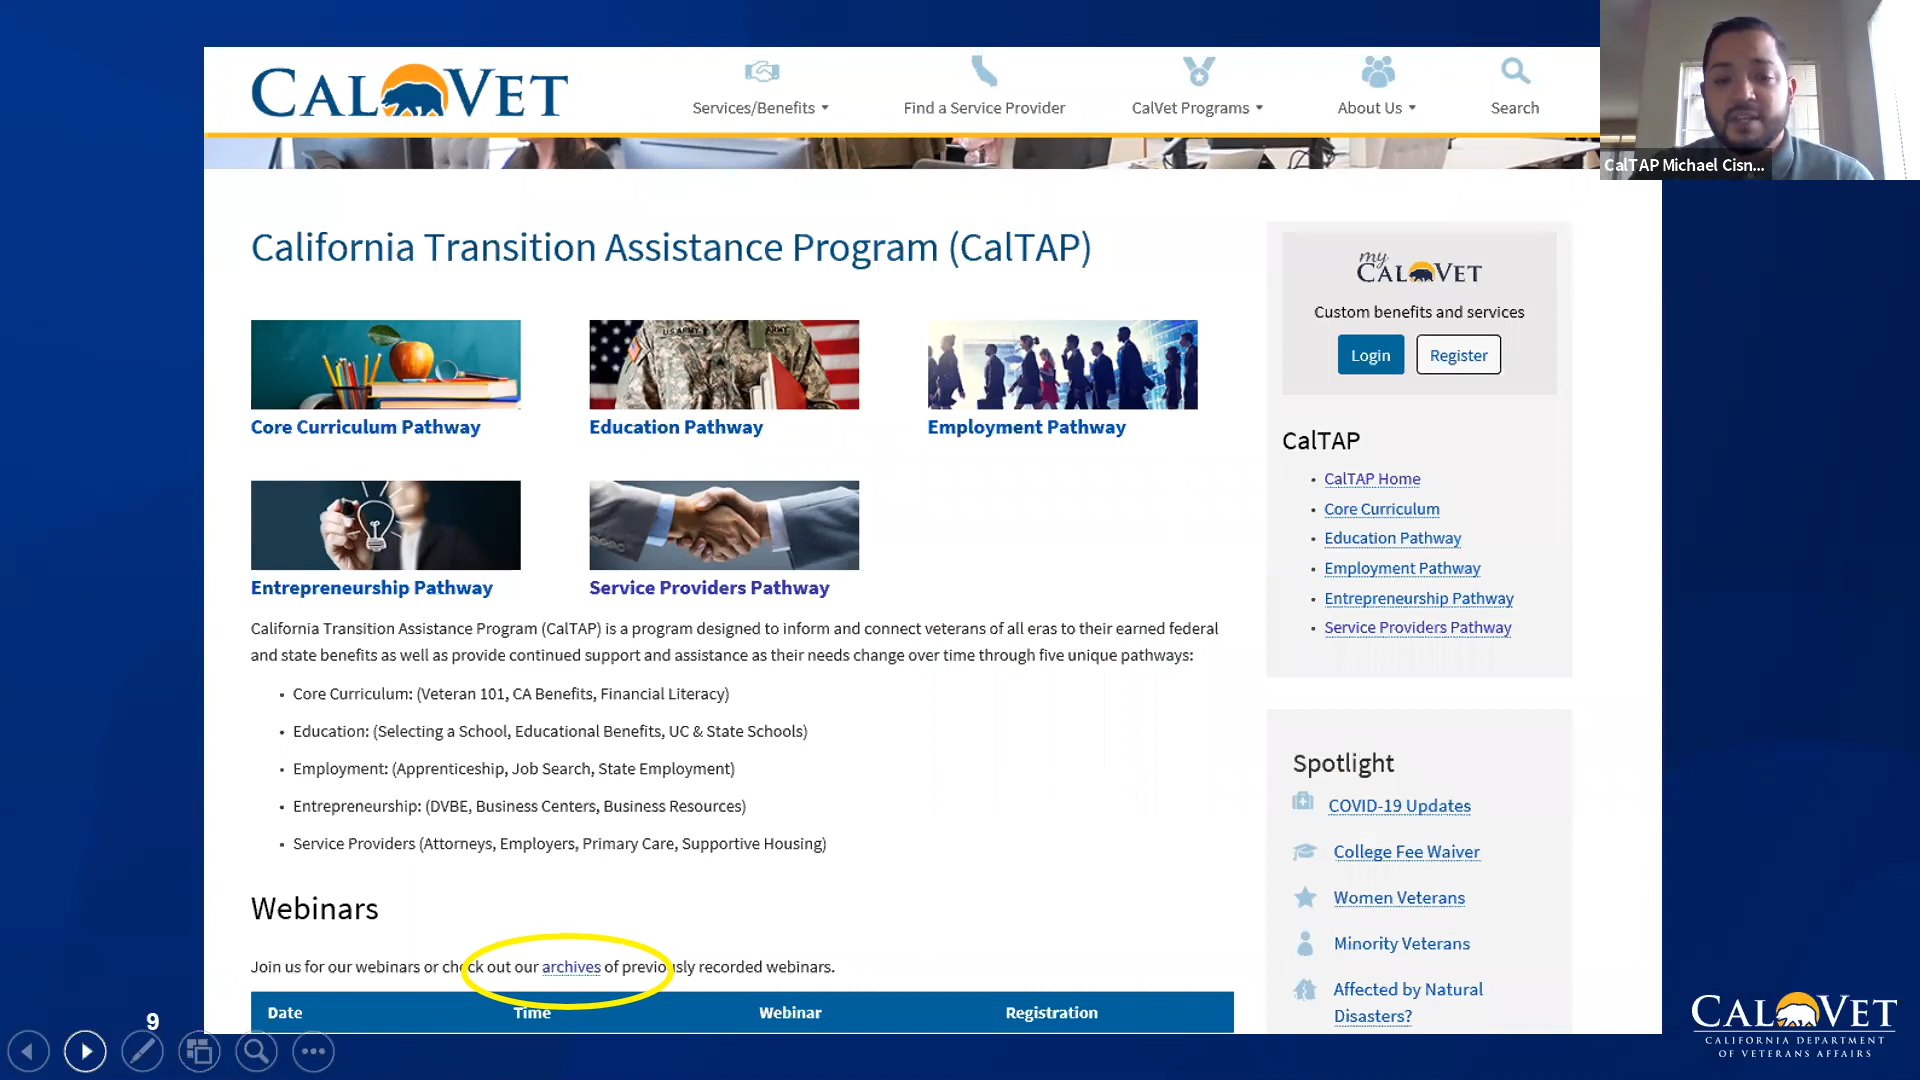 CALVET
Services/Benefits
Find a Service Provider
CalVet Programs
About Us
Search
CalTAP Michael Cisn...
California Transition Assistance Program (CalTAP)
my
CALVET
Custom benefits and services
Login
Register
U.S. ARMY
ARMY
Core Curriculum Pathway
Education Pathway
Employment Pathway
Entrepreneurship Pathway
Service Providers Pathway
California Transition Assistance Program (CalTAP) is a program designed to inform and connect veterans of all eras to their earned federal
and state benefits as well as provide continued support and assistance as their needs change over time through five unique pathways:
• Core Curriculum: (Veteran 101, CA Benefits, Financial Literacy)
• Education: (Selecting a School, Educational Benefits, UC & State Schools)
• Employment: (Apprenticeship, Job Search, State Employment)
• Entrepreneurship: (DVBE, Business Centers, Business Resources)
• Service Providers (Attorneys, Employers, Primary Care, Supportive Housing)
Webinars
Join us for our webinars or check out our archives of previously recorded webinars.
Date
Time
Webinar
Registration
CalTAP
• CalTAP Home
• Core Curriculum
• Education Pathway
• Employment Pathway
• Entrepreneurship Pathway
• Service Providers Pathway
Spotlight
COVID-19 Updates
College Fee Waiver
Women Veterans
Minority Veterans
Affected by Natural
Disasters?
9
CALVET
CALIFORNIA DEPARTMENT
OF VETERANS AFFAIRS